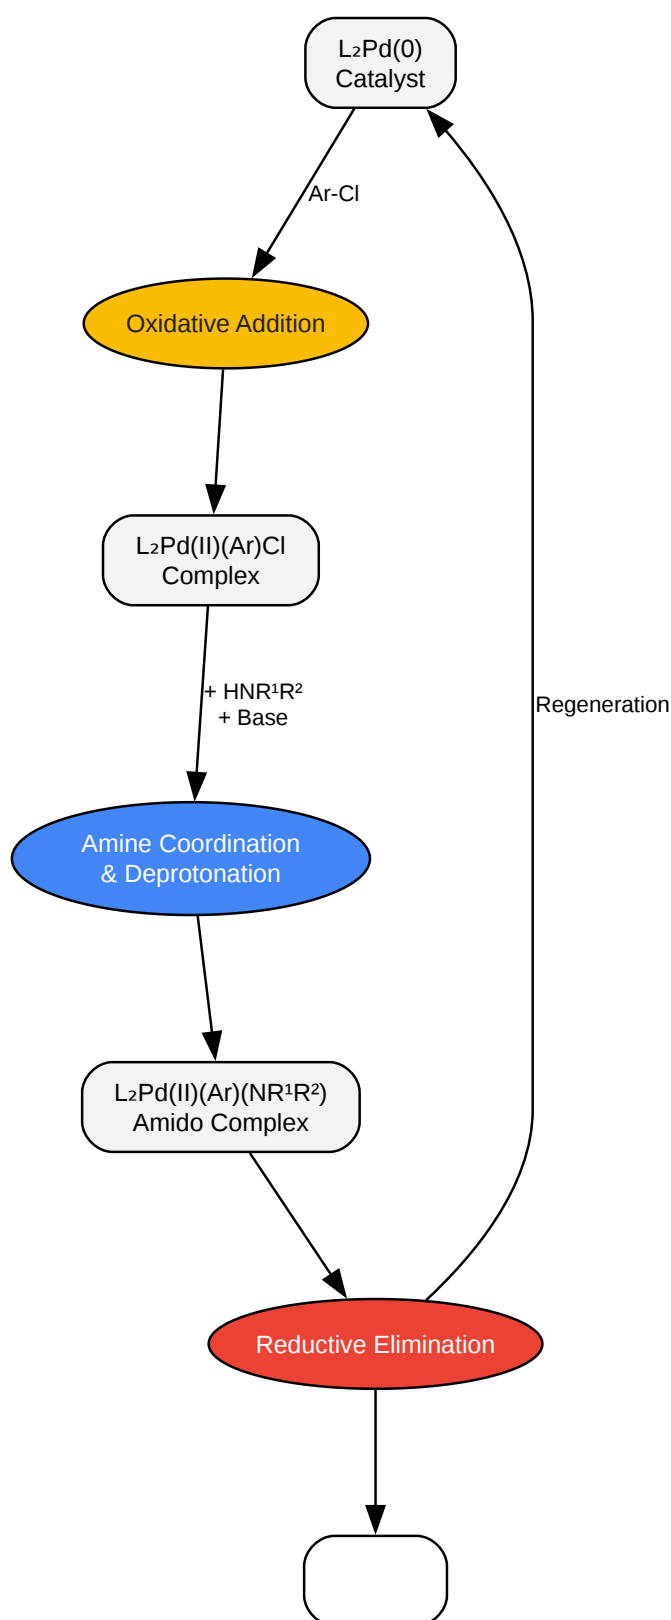 L₂Pd(0)
Catalyst
Ar-Cl
Oxidative Addition
L₂Pd(II)(Ar)Cl
Complex
+ HNR¹R²
+ Base
Regeneration
Amine Coordination
& Deprotonation
L₂Pd(II)(Ar)(NR¹R²)
Amido Complex
Reductive Elimination